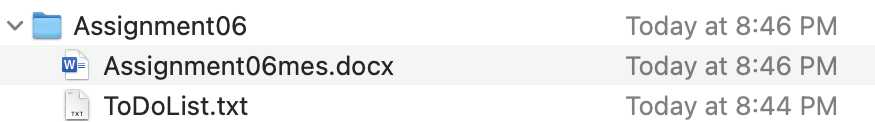 Assignment06 Today at 8:46 PM
W Assignment06mes.docx Today at 8:46 PM
TXT ToDoList.txt Today at 8:44 PM